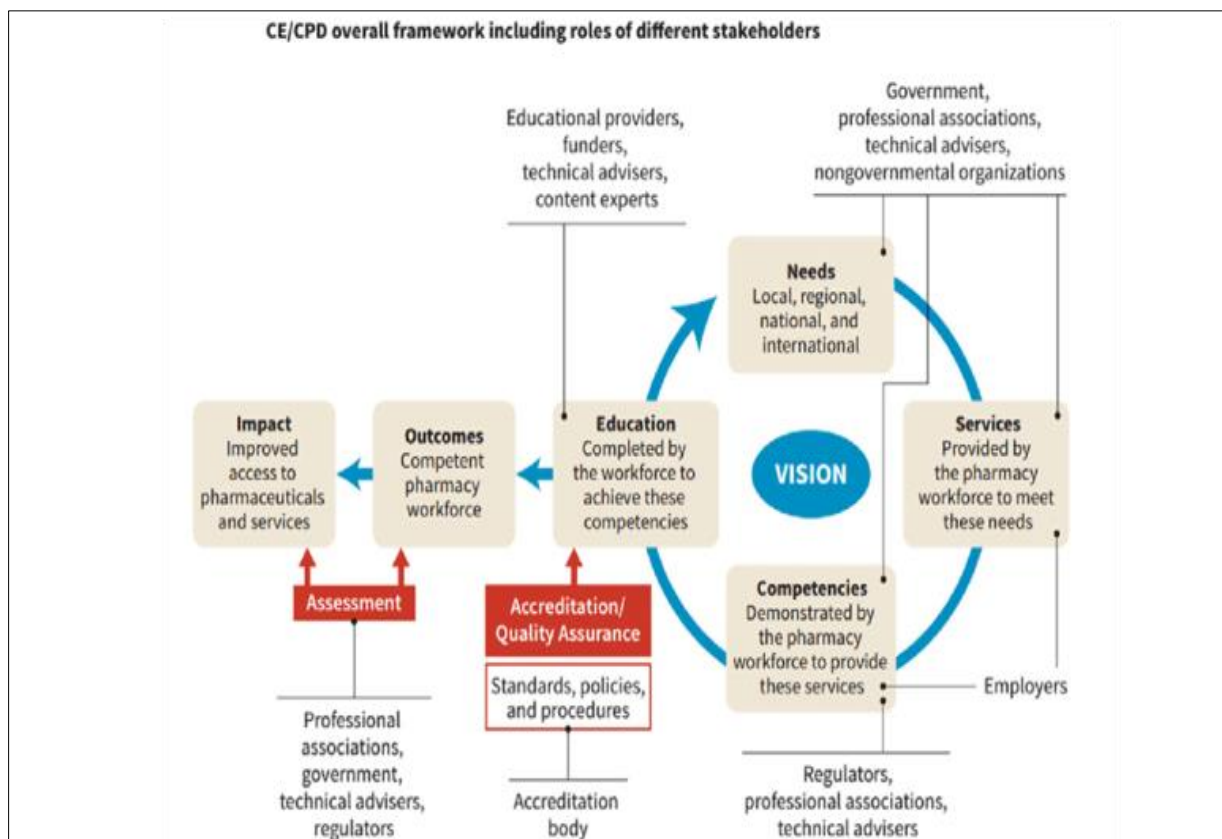 CE/CPD overall framework including roles of different stakeholders
Educational providers,
funders,
technical advisers,
content experts
Government,
professional associations,
technical advisers,
nongovernmental organizations
Needs
Local, regional,
national, and
international
Impact
Improved
access to
pharmaceuticals
and services
Outcomes
Competent
pharmacy
workforce
Education
Completed by
the workforce to
achieve these
competencies
VISION
Services
Provided by
the pharmacy
workforce to meet
these needs
Assessment
Accreditation/
Quality Assurance
Standards, policies,
and procedures
Competencies
Demonstrated by
the pharmacy
workforce to provide
these services
Employers
Professional
associations,
government,
technical advisers,
regulators
Accreditation
body
Regulators,
professional associations,
technical advisers